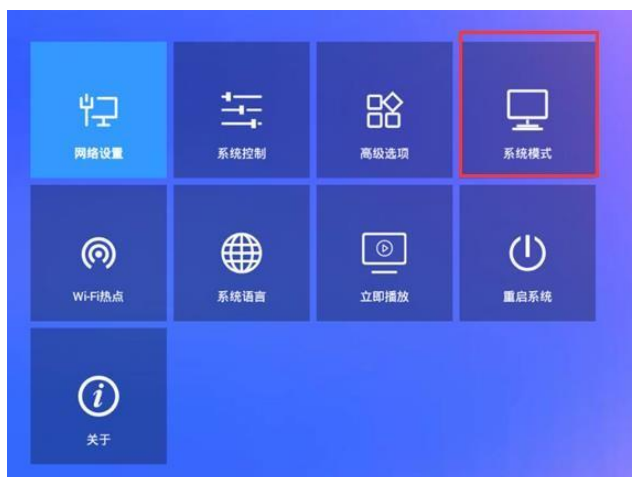 网络设置
系统控制
高级选项
系统模式
Wi-Fi热点
系统语言
立即播放
重启系统
关于